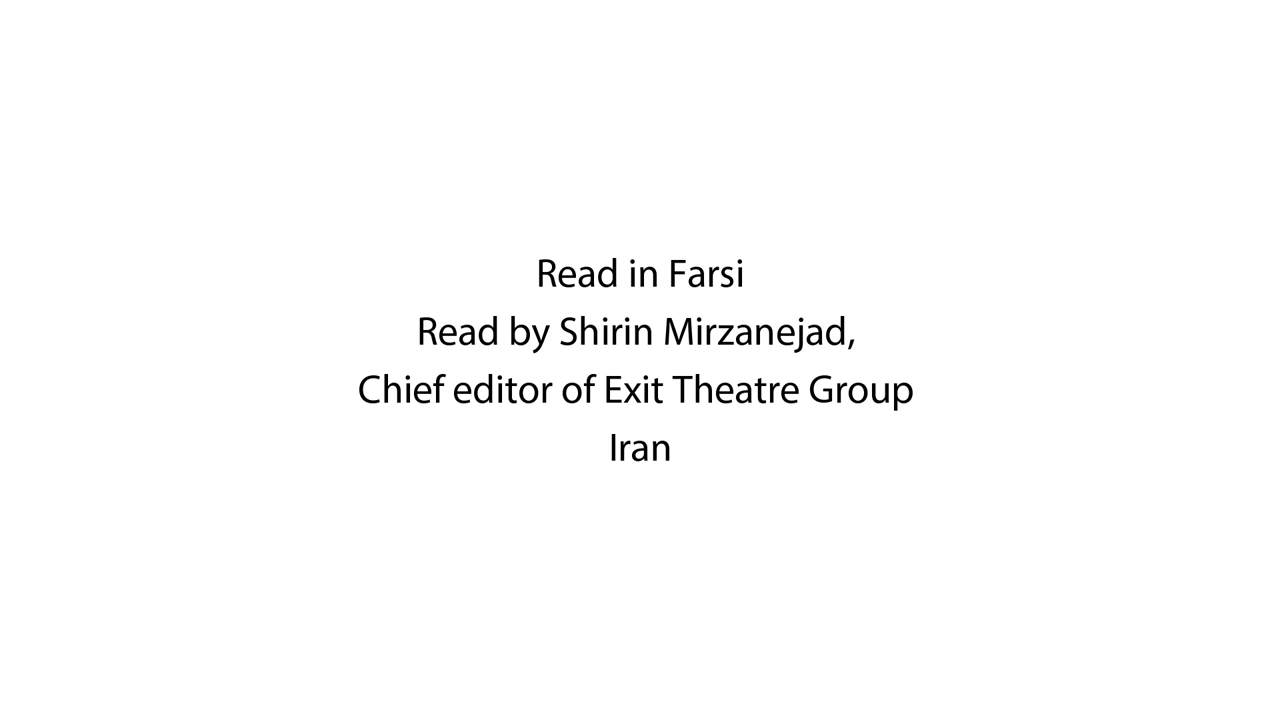 Read in Farsi
Read by Shirin Mirzanejad,
Chief editor of Exit Theatre Group
Iran